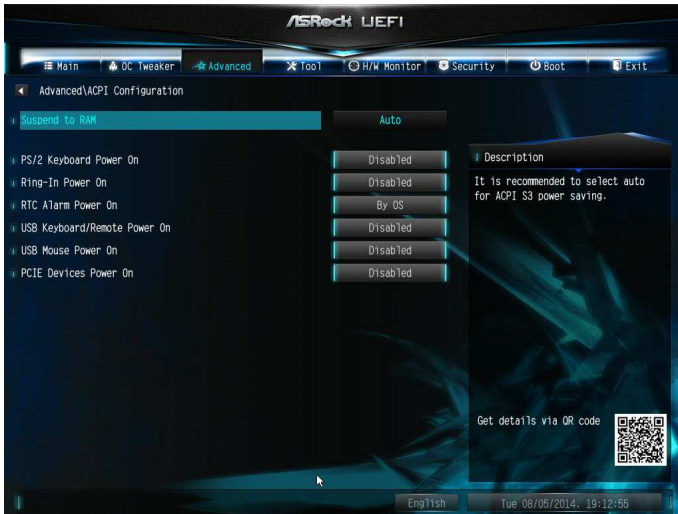 ASRock UEFI
Main OC Tweaker Advanced Tool H/W Monitor Security Boot Exit
Advanced\ACPI Configuration
Suspend to RAM Auto
PS/2 Keyboard Power On Disabled
Ring-In Power On Disabled
RTC Alarm Power On By OS
USB Keyboard/Remote Power On Disabled
USB Mouse Power On Disabled
PCIE Devices Power On Disabled
Description
It is recommended to select auto
for ACPI S3 power saving.
Get details via QR code
English Tue 08/05/2014. 19:12:55